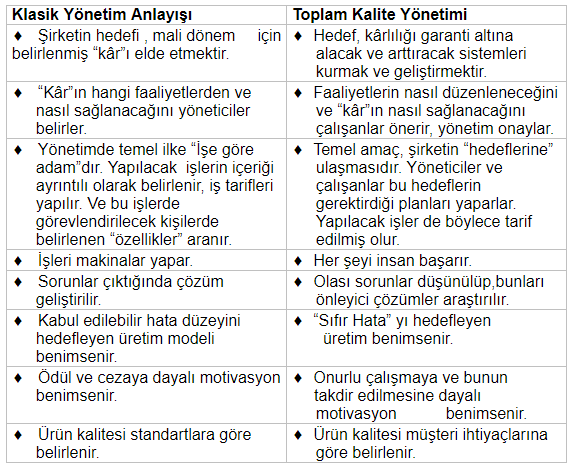 Klasik Yönetim Anlayışı
Toplam Kalite Yönetimi
♦ Şirketin hedefi , mali dönem için
belirlenmiş “kâr”ı elde etmektir.
♦ Hedef, kârlılığı garanti altına
alacak ve arttıracak sistemleri
kurmak ve geliştirmektir.
♦ “Kâr”ın hangi faaliyetlerden ve
nasıl sağlanacağını yöneticiler
belirler.
♦ Faaliyetlerin nasıl düzenleneceğini
ve “kâr”ın nasıl sağlanacağını
çalışanlar önerir, yönetim onaylar.
♦ Yönetimde temel ilke “İşe göre
adam”dır. Yapılacak işlerin içeriği
ayrıntılı olarak belirlenir, iş tarifleri
yapılır. Ve bu işlerde
görevlendirilecek kişilerde
belirlenen “özellikler” aranır.
♦ Temel amaç, şirketin “hedeflerine”
ulaşmasıdır. Yöneticiler ve
çalışanlar bu hedeflerin
gerektirdiği planları yaparlar.
Yapılacak işler de böylece tarif
edilmiş olur.
♦ İşleri makinalar yapar.
♦ Her şeyi insan başarır.
♦ Sorunlar çıktığında çözüm
geliştirilir.
♦ Olası sorunlar düşünülüp,bunları
önleyici çözümler araştırılır.
♦ Kabul edilebilir hata düzeyini
hedefleyen üretim modeli
benimsenir.
♦ “Sıfır Hata” yı hedefleyen
üretim benimsenir.
♦ Ödül ve cezaya dayalı motivasyon
benimsenir.
♦ Onurlu çalışmaya ve bunun
takdir edilmesine dayalı
motivasyon benimsenir.
♦ Ürün kalitesi standartlara göre
belirlenir.
♦ Ürün kalitesi müşteri ihtiyaçlarına
göre belirlenir.